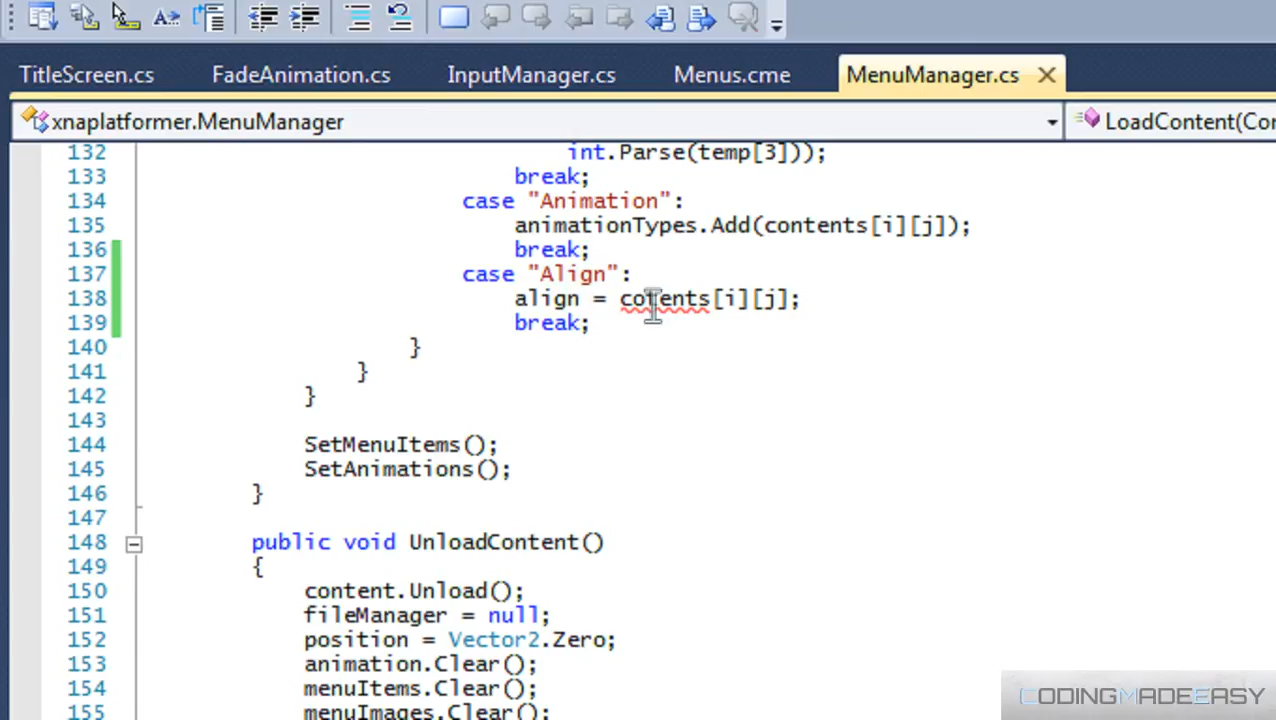 TitleScreen.cs FadeAnimation.cs InputManager.cs Menus.cme MenuManager.cs
xnaplatformer.MenuManager LoadContent(Cor
132 int.Parse(temp[3]));
133 break;
134 case "Animation":
135 animationTypes.Add(contents[i][j]);
136 break;
137 case "Align":
138 align = cotents[i][j];
139 break;
140 }
141 }
142 }
143
144 SetMenuItems();
145 SetAnimations();
146 }
147
148 public void UnloadContent()
149 {
150 content.Unload();
151 fileManager = null;
152 position = Vector2.Zero;
153 animation.Clear();
154 menuItems.Clear();
155 menuImages.Clear();
CODINGMADEEASY